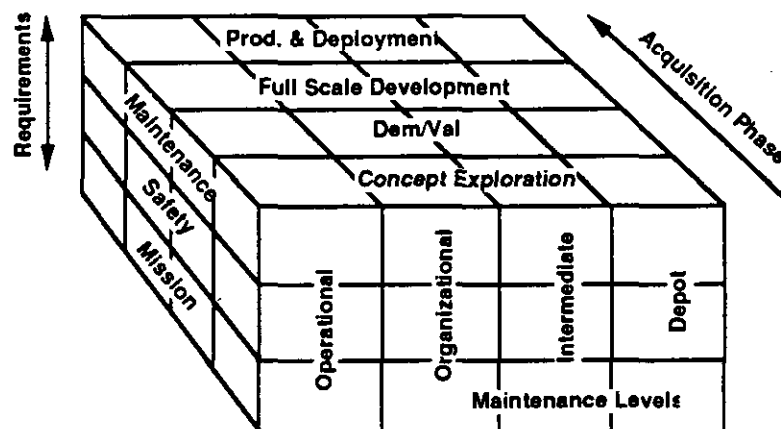 Prod. & Deployment
Full Scale Development
Dem/Val
Concept Exploration
Requirements
Acquisition Phase
Maintenance
Safety
Mission
Operational
Organizational
Intermediate
Depot
Maintenance Levels